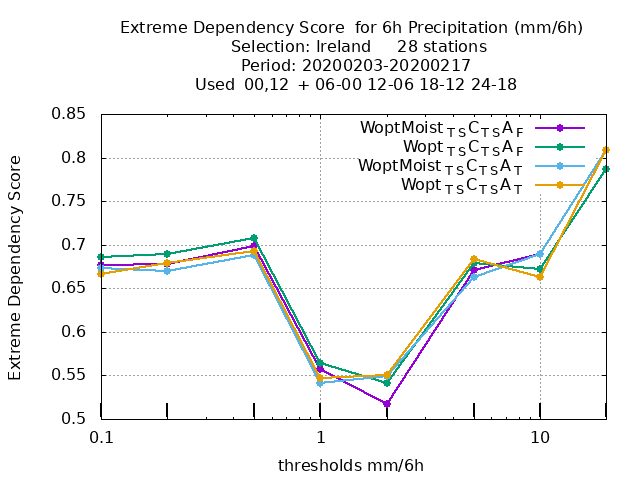 Extreme Dependency Score  for 6h Precipitation (mm/6h)
Selection: Ireland     28 stations
Period: 20200203-20200217
Used  00,12  + 06-00 12-06 18-12 24-18
WoptMoist TS C TS A F
Wopt TS C TS A F
WoptMoist TS C TS A T
Wopt TS C TS A T
Extreme Dependency Score
0.85
0.8
0.75
0.7
0.65
0.6
0.55
0.5
0.1
1
10
thresholds mm/6h